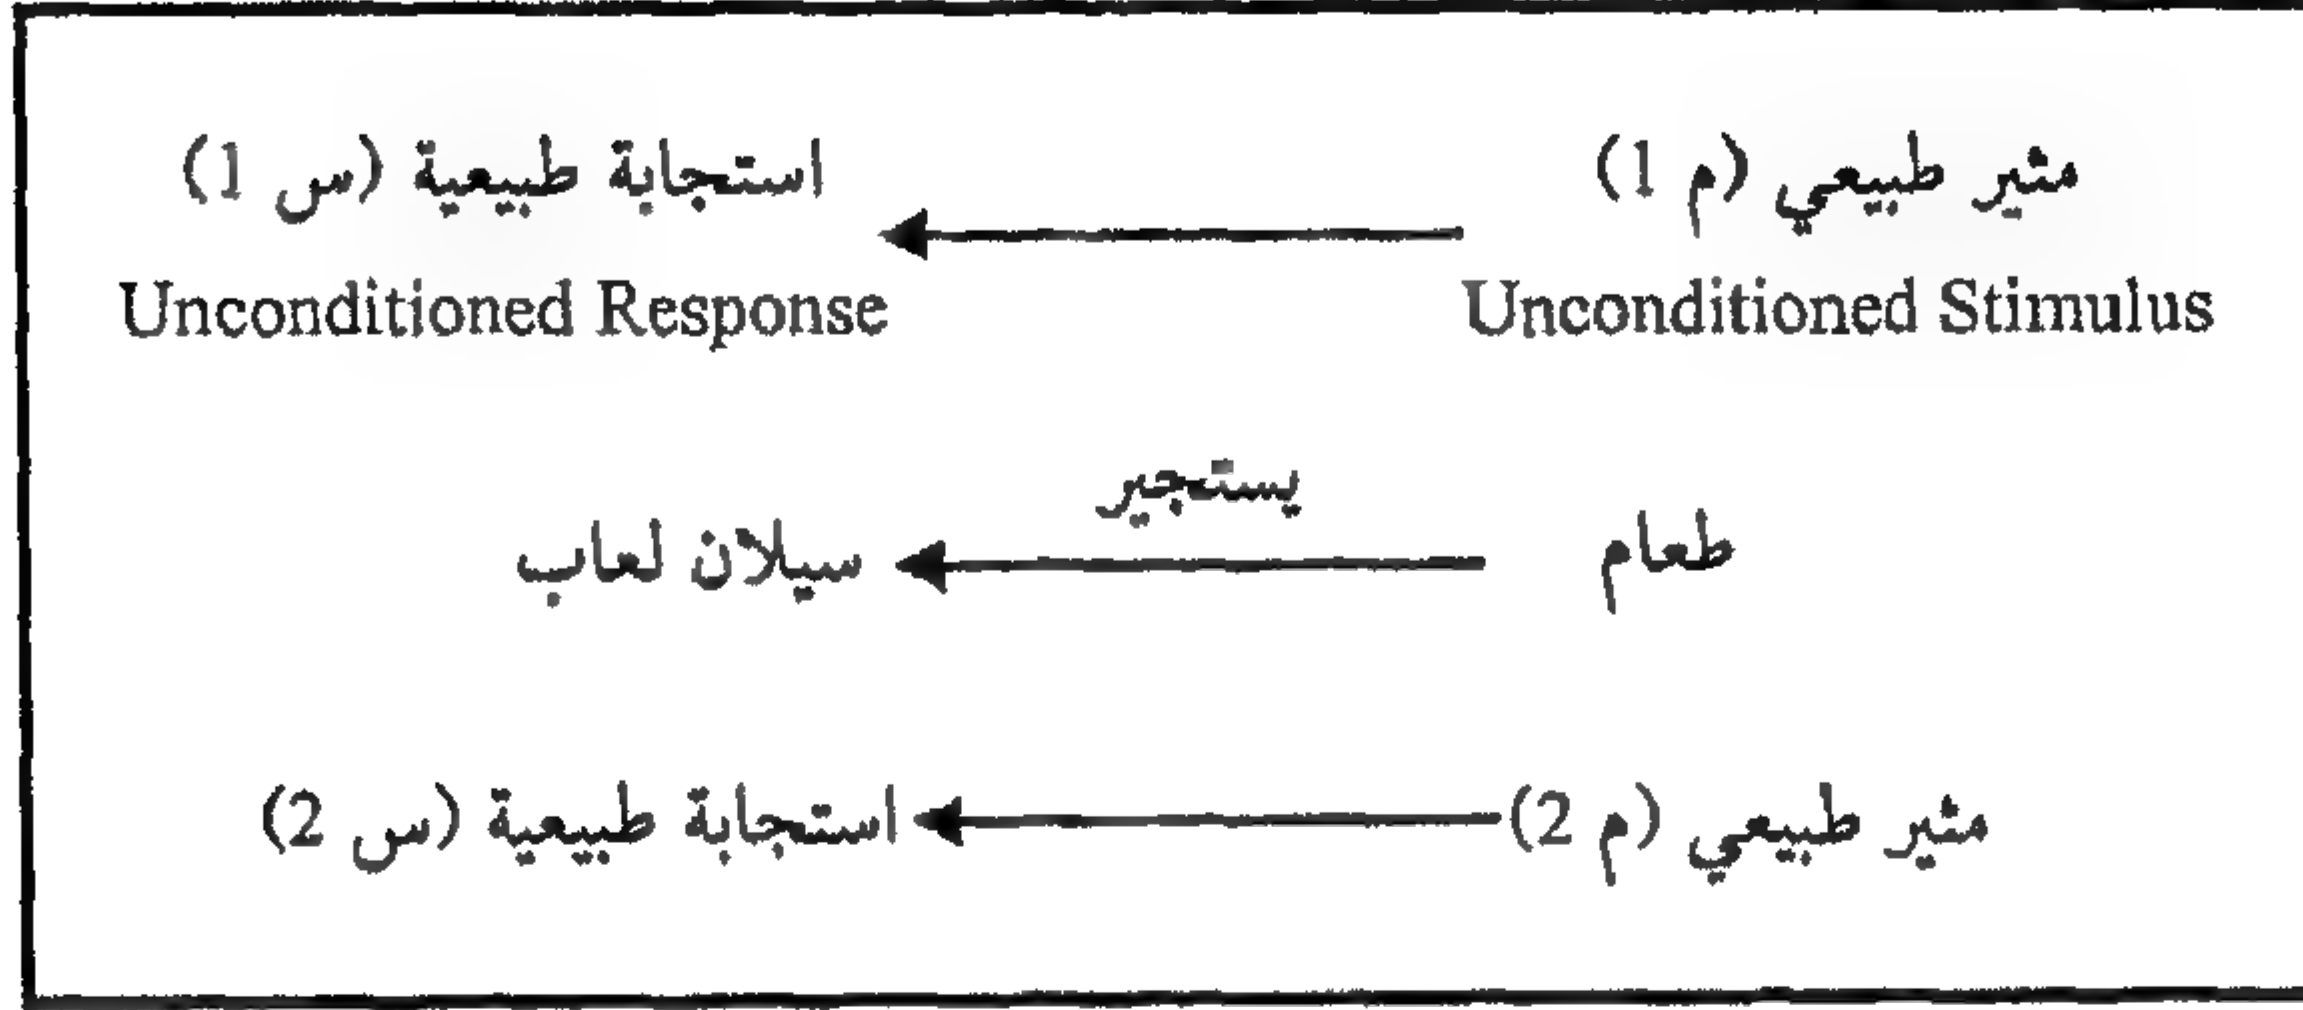 مثير طبيعي (م 1) استجابة طبيعية (س 1)
Unconditioned Stimulus Unconditioned Response
يستجير
طعام سيلان لعاب
مثير طبيعي (م 2) استجابة طبيعية (س 2)